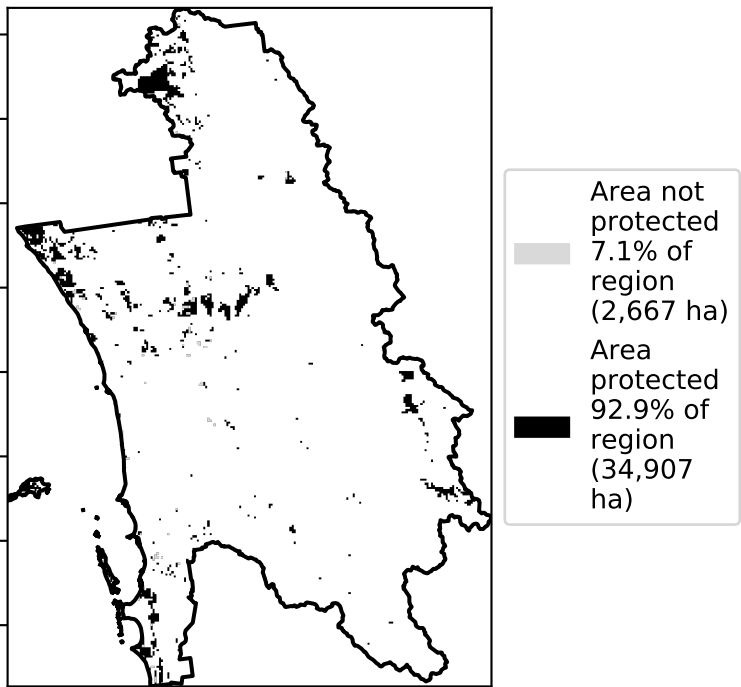 Area not
protected
7.1% of
region
(2,667 ha)
Area
protected
92.9% of
region
(34,907
ha)